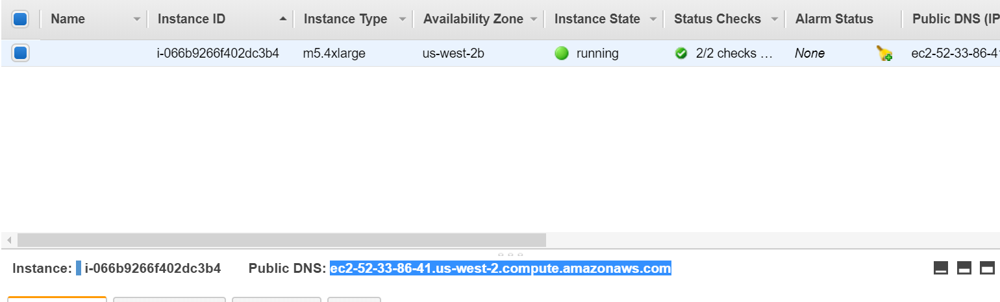 Name Instance ID Instance Type Availability Zone Instance State Status Checks Alarm Status Public DNS (IP
i-066b9266f402dc3b4 m5.4xlarge us-west-2b running 2/2 checks ... None ec2-52-33-86-41
Instance: i-066b9266f402dc3b4 Public DNS: ec2-52-33-86-41.us-west-2.compute.amazonaws.com